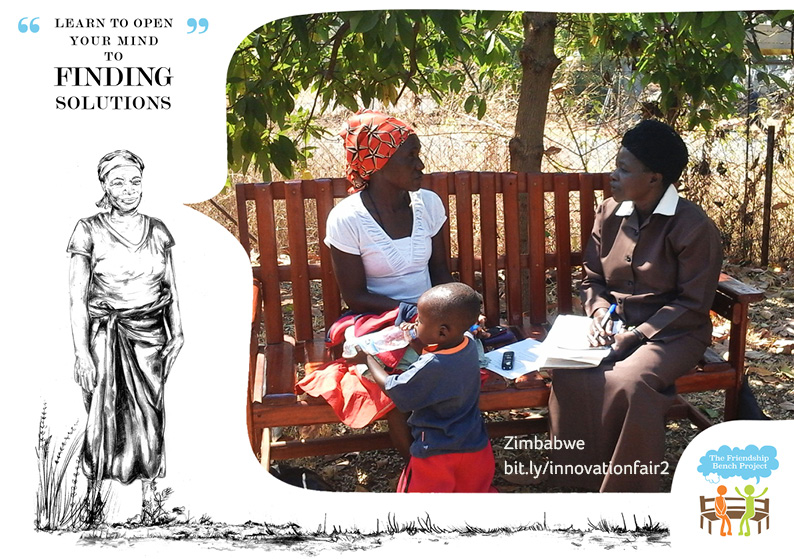 “ LEARN TO OPEN ”
YOUR MIND
TO
FINDING
SOLUTIONS
Zimbabwe
bit.ly/innovationfair2
The Friendship
Bench Project